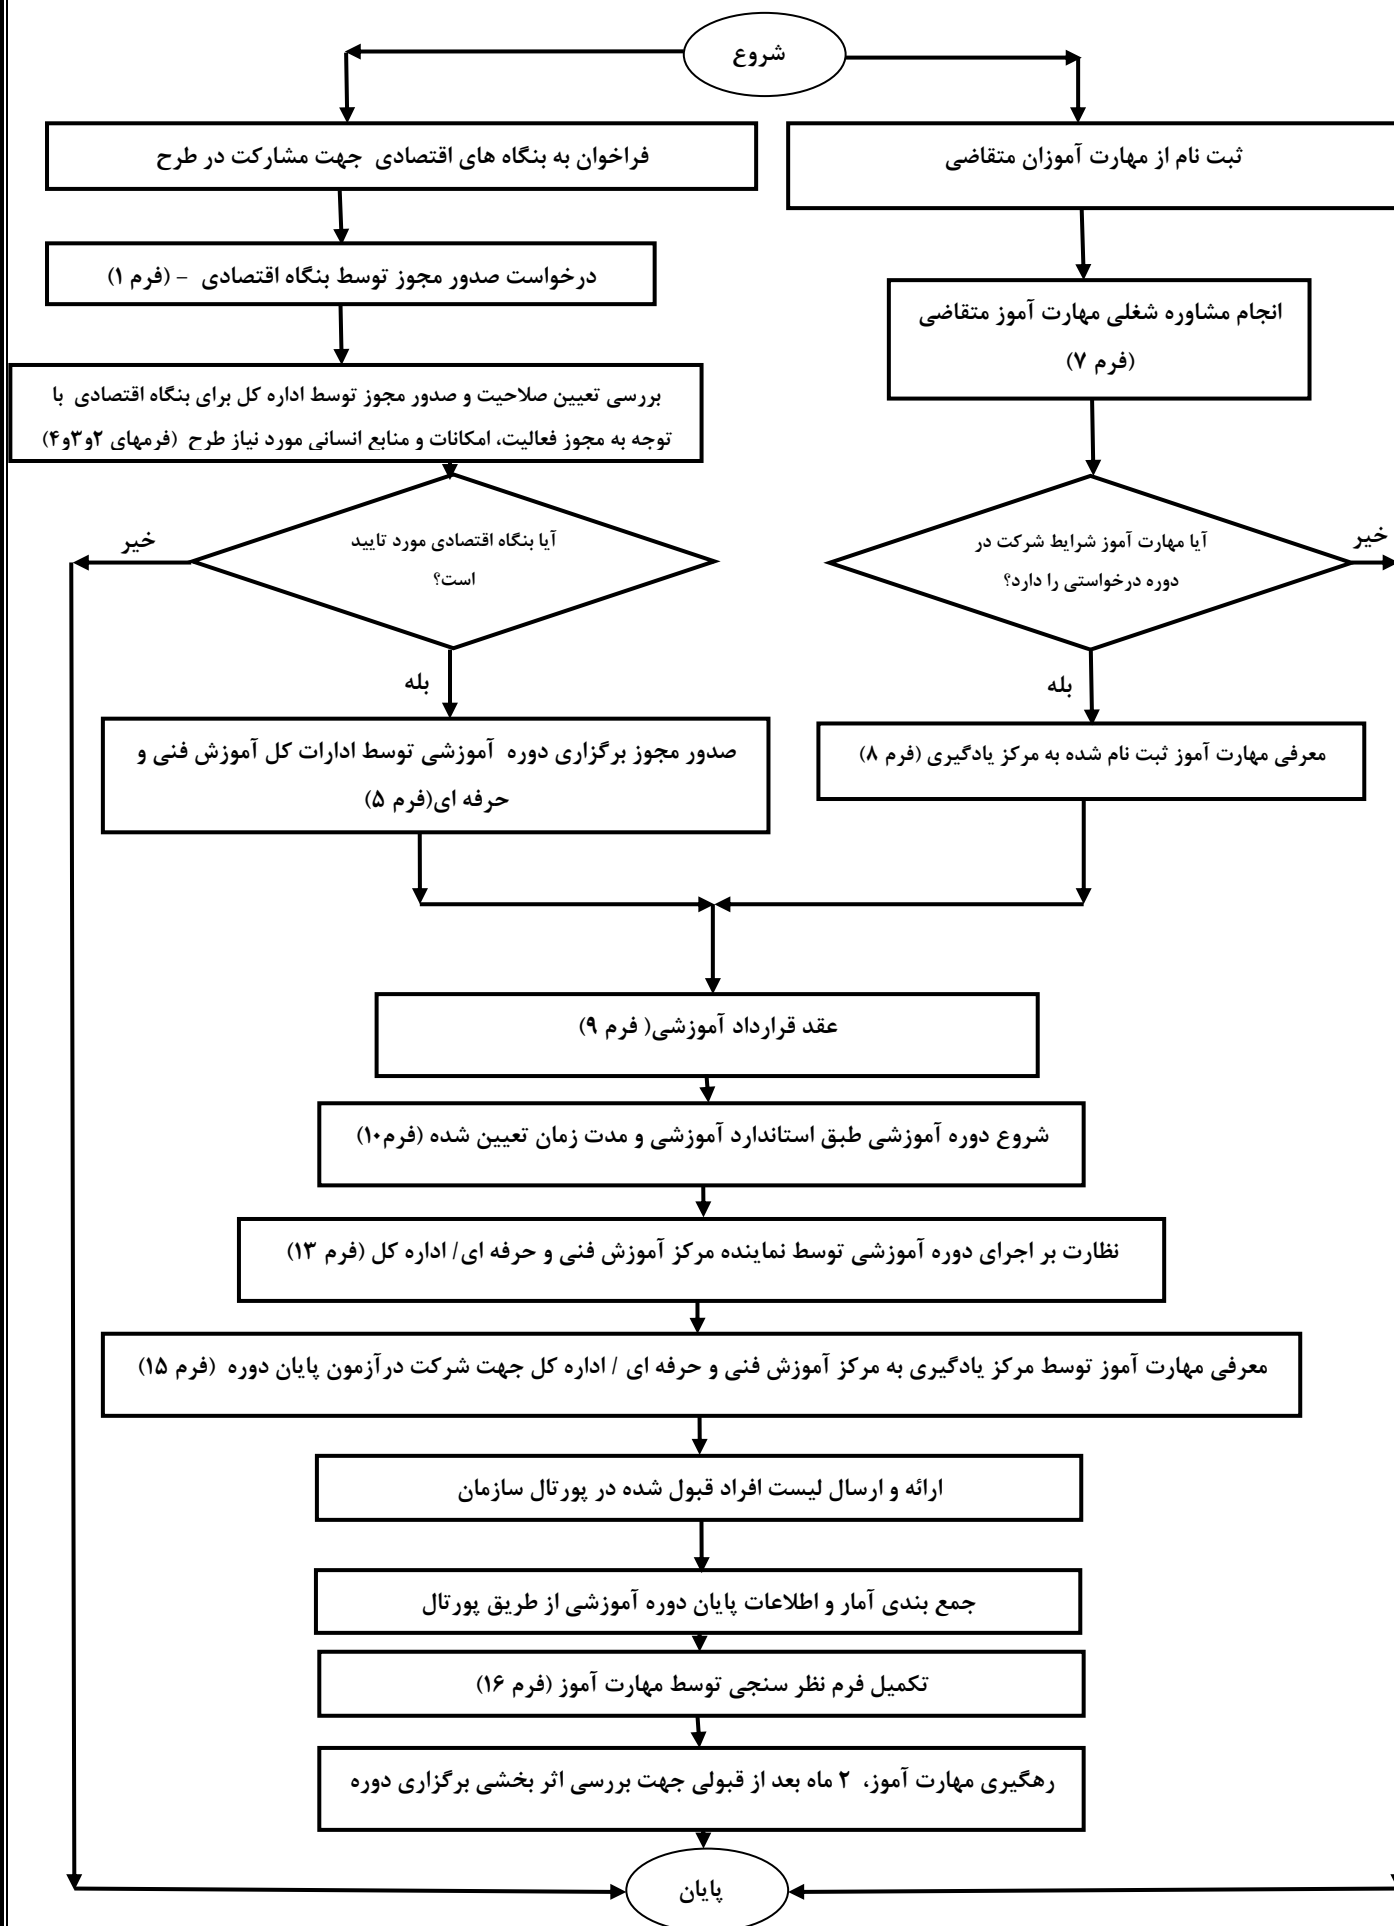 شروع
ثبت نام از مهارت آموزان متقاضی
فراخوان به بنگاه های اقتصادی جهت مشارکت در طرح
درخواست صدور مجوز توسط بنگاه اقتصادی – (فرم ۱)
انجام مشاوره شغلی مهارت آموز متقاضی
(فرم ۷)
بررسی تعیین صلاحیت و صدور مجوز توسط اداره کل برای بنگاه اقتصادی با
توجه به مجوز فعالیت، امکانات و منابع انسانی مورد نیاز طرح (فرمهای ۲و۳و۴)
آیا مهارت آموز شرایط شرکت در
دوره درخواستی را دارد؟
خیر
آیا بنگاه اقتصادی مورد تایید
است؟
خیر
بله
بله
معرفی مهارت آموز ثبت نام شده به مرکز یادگیری (فرم ۸)
صدور مجوز برگزاری دوره آموزشی توسط ادارات کل آموزش فنی و
حرفه ای(فرم ۵)
عقد قرارداد آموزشی( فرم ۹)
شروع دوره آموزشی طبق استاندارد آموزشی و مدت زمان تعیین شده (فرم۱۰)
نظارت بر اجرای دوره آموزشی توسط نماینده مرکز آموزش فنی و حرفه ای/ اداره کل (فرم ۱۳)
معرفی مهارت آموز توسط مرکز یادگیری به مرکز آموزش فنی و حرفه ای / اداره کل جهت شرکت درآزمون پایان دوره (فرم ۱۵)
ارائه و ارسال لیست افراد قبول شده در پورتال سازمان
جمع بندی آمار و اطلاعات پایان دوره آموزشی از طریق پورتال
تکمیل فرم نظر سنجی توسط مهارت آموز (فرم ۱۶)
رهگیری مهارت آموز، ۲ ماه بعد از قبولی جهت بررسی اثر بخشی برگزاری دوره
پایان